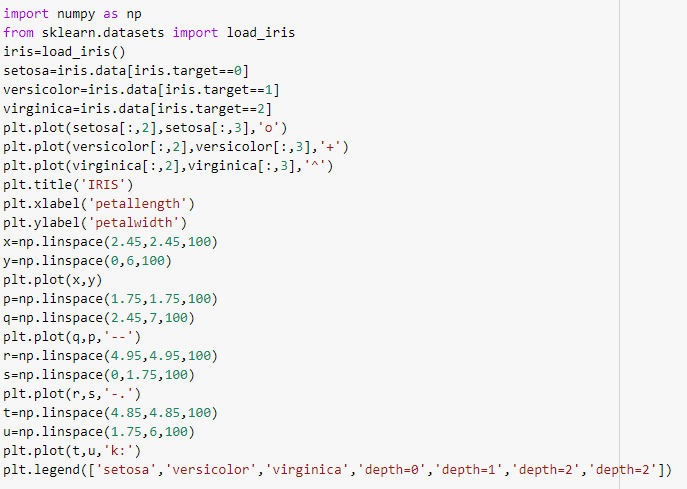 import numpy as np
from sklearn.datasets import load_iris
iris=load_iris()
setosa=iris.data[iris.target==0]
versicolor=iris.data[iris.target==1]
virginica=iris.data[iris.target==2]
plt.plot(setosa[:,2],setosa[:,3],'o')
plt.plot(versicolor[:,2],versicolor[:,3],'+')
plt.plot(virginica[:,2],virginica[:,3],'^')
plt.title('IRIS')
plt.xlabel('petallength')
plt.ylabel('petalwidth')
x=np.linspace(2.45,2.45,100)
y=np.linspace(0,6,100)
plt.plot(x,y)
p=np.linspace(1.75,1.75,100)
q=np.linspace(2.45,7,100)
plt.plot(q,p,'--')
r=np.linspace(4.95,4.95,100)
s=np.linspace(0,1.75,100)
plt.plot(r,s,'-.')
t=np.linspace(4.85,4.85,100)
u=np.linspace(1.75,6,100)
plt.plot(t,u,'k:')
plt.legend(['setosa','versicolor','virginica','depth=0','depth=1','depth=2','depth=2'])